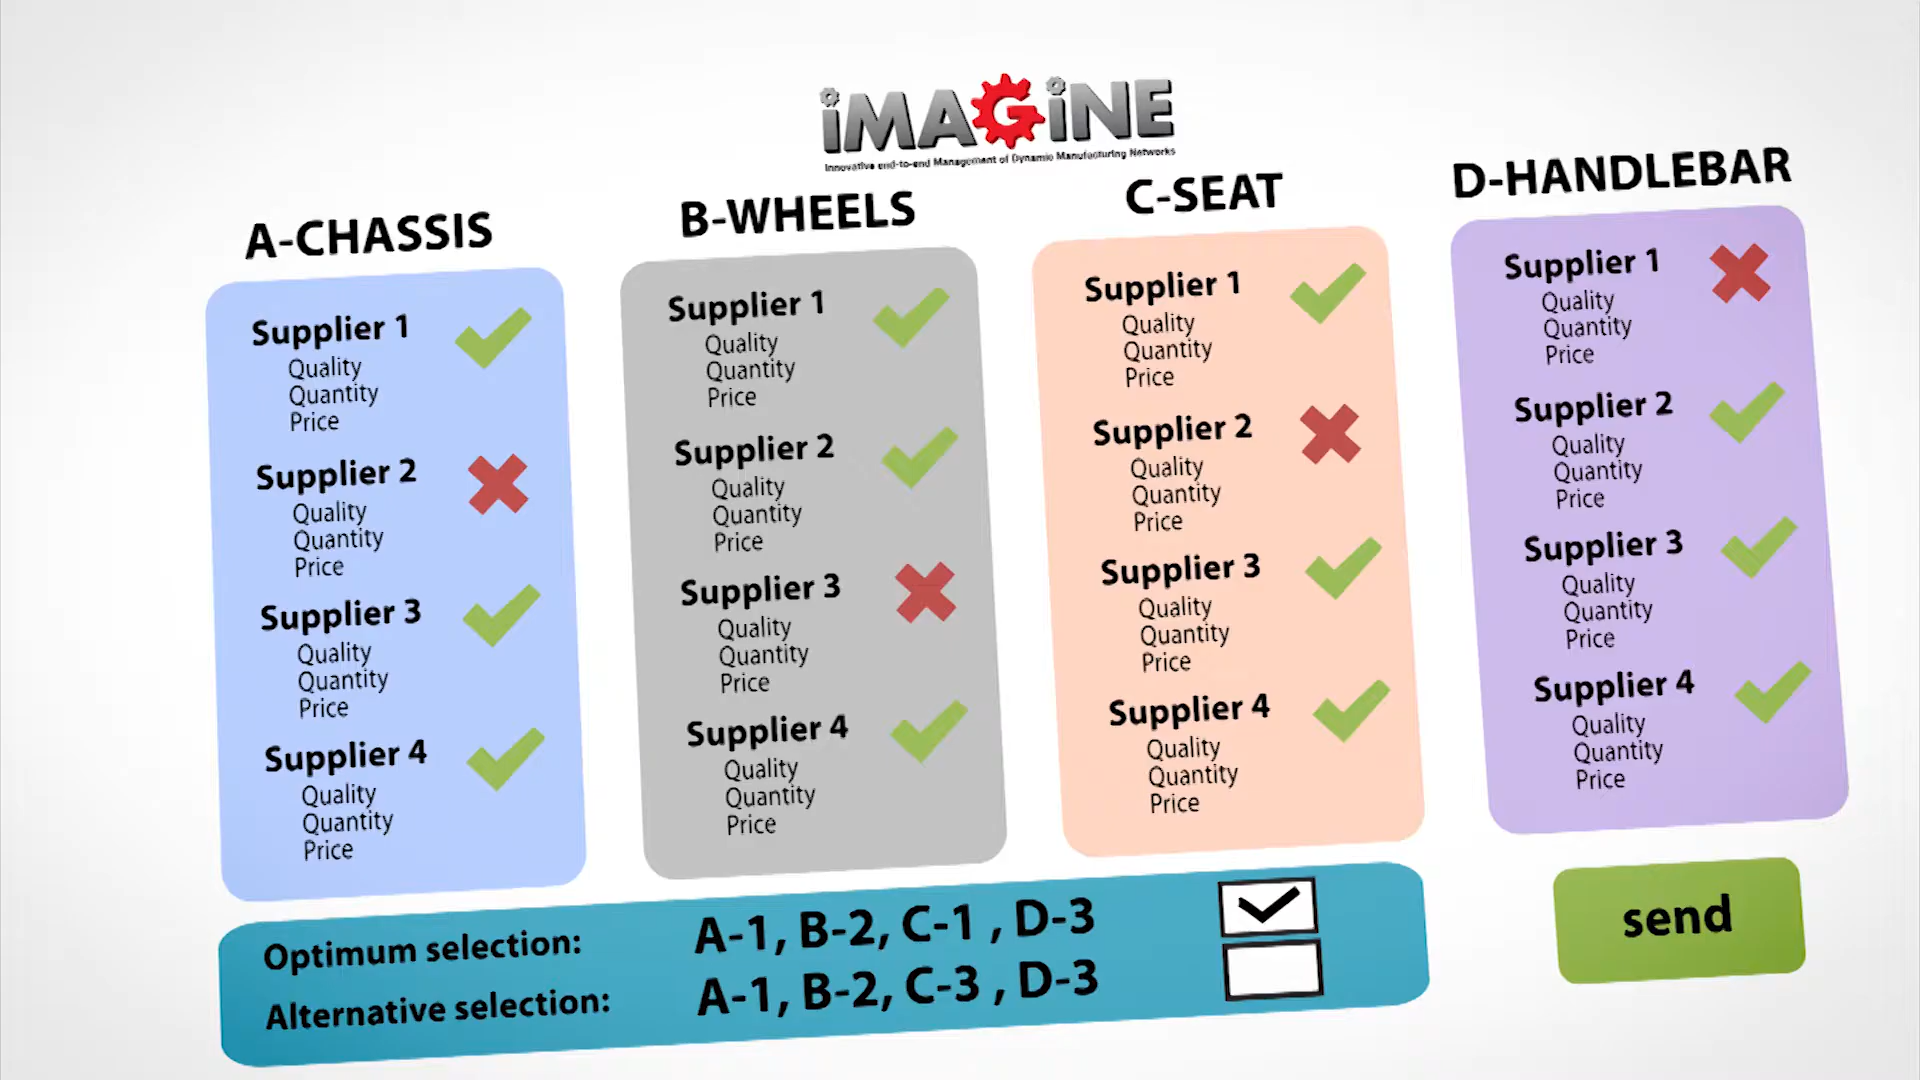 iMAGiNE
Innovative end-to-end Management of Dynamic Manufacturing Networks
A-CHASSIS
Supplier 1
Quality
Quantity
Price
Supplier 2
Quality
Quantity
Price
Supplier 3
Quality
Quantity
Price
Supplier 4
Quality
Quantity
Price
B-WHEELS
Supplier 1
Quality
Quantity
Price
Supplier 2
Quality
Quantity
Price
Supplier 3
Quality
Quantity
Price
Supplier 4
Quality
Quantity
Price
C-SEAT
Supplier 1
Quality
Quantity
Price
Supplier 2
Quality
Quantity
Price
Supplier 3
Quality
Quantity
Price
Supplier 4
Quality
Quantity
Price
D-HANDLEBAR
Supplier 1
Quality
Quantity
Price
Supplier 2
Quality
Quantity
Price
Supplier 3
Quality
Quantity
Price
Supplier 4
Quality
Quantity
Price
Optimum selection: A-1, B-2, C-1 , D-3
Alternative selection: A-1, B-2, C-3 , D-3
send